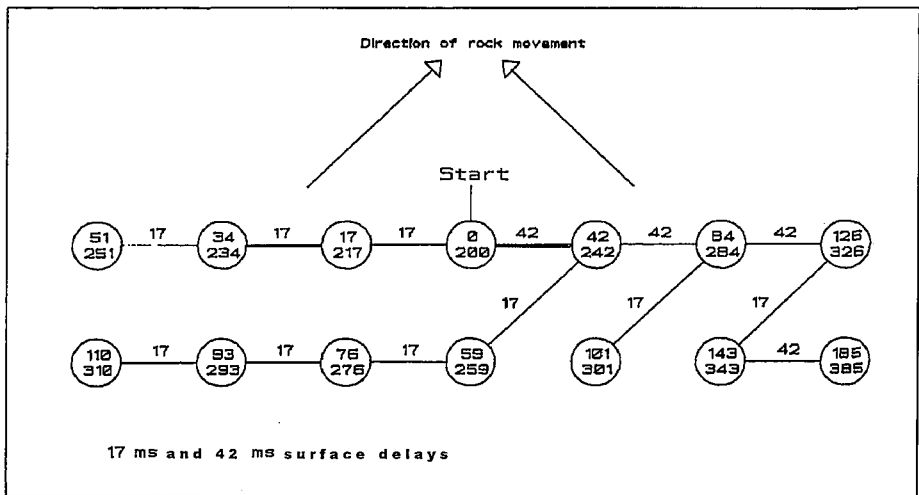 Direction of rock movement
Start
17 17 17 42 42 42
51 34 17 0 42 84 126
251 234 217 200 242 284 326
17 17 17
110 17 93 17 76 17 59 101 143 42 185
310 293 276 259 301 343 385
17 ms and 42 ms surface delays